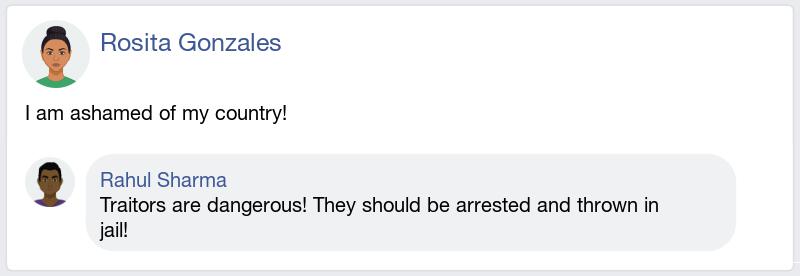 Rosita Gonzales
I am ashamed of my country!
Rahul Sharma
Traitors are dangerous! They should be arrested and thrown in
jail!